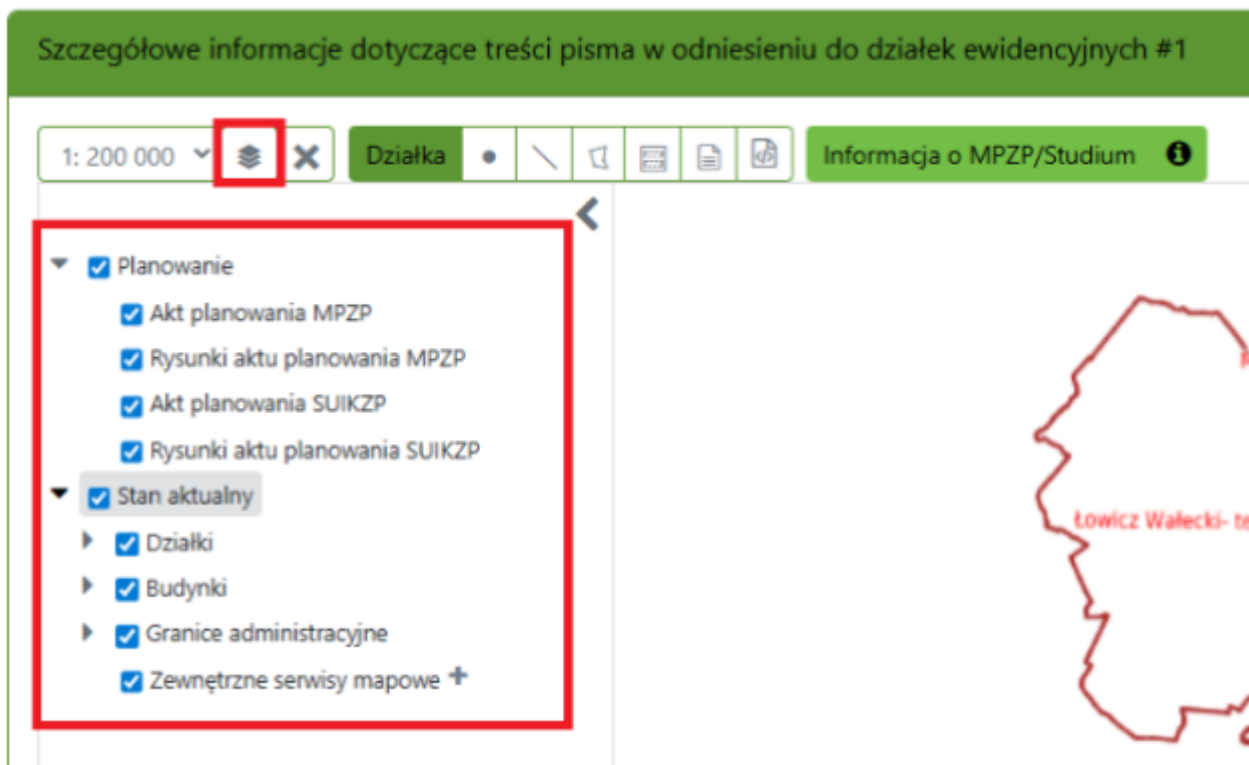 Szczegółowe informacje dotyczące treści pisma w odniesieniu do działek ewidencyjnych #1
1: 200 000 Działka Informacja o MPZP/Studium
Planowanie
Akt planowania MPZP
Rysunki aktu planowania MPZP
Akt planowania SUIKZP
Rysunki aktu planowania SUIKZP
Stan aktualny
Łowicz Wałecki- te
Działki
Budynki
Granice administracyjne
Zewnętrzne serwisy mapowe +